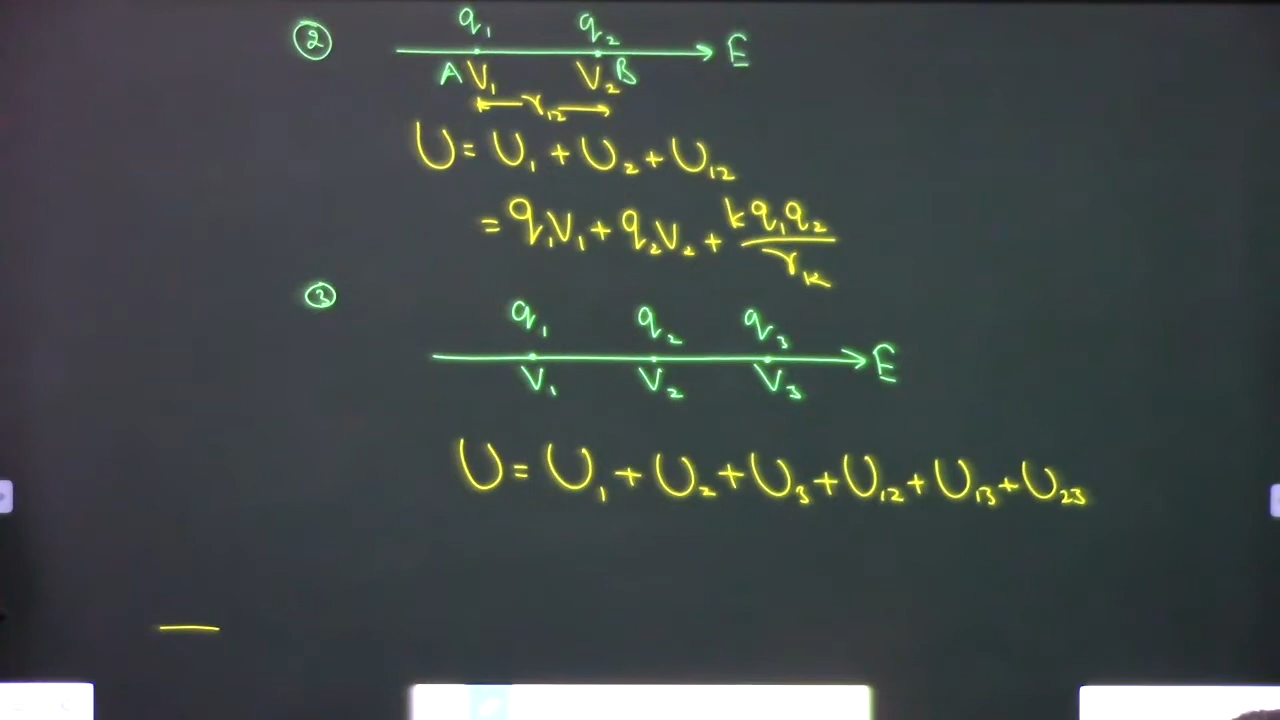 ② q₁ q₂ E
A V₁ V₂ B
r₁₂
U = U₁ + U₂ + U₁₂
= q₁V₁ + q₂V₂ + kq₁q₂/r₁₂
③
q₁ q₂ q₃
E
V₁ V₂ V₃
U = U₁ + U₂ + U₃ + U₁₂ + U₁₃ + U₂₃